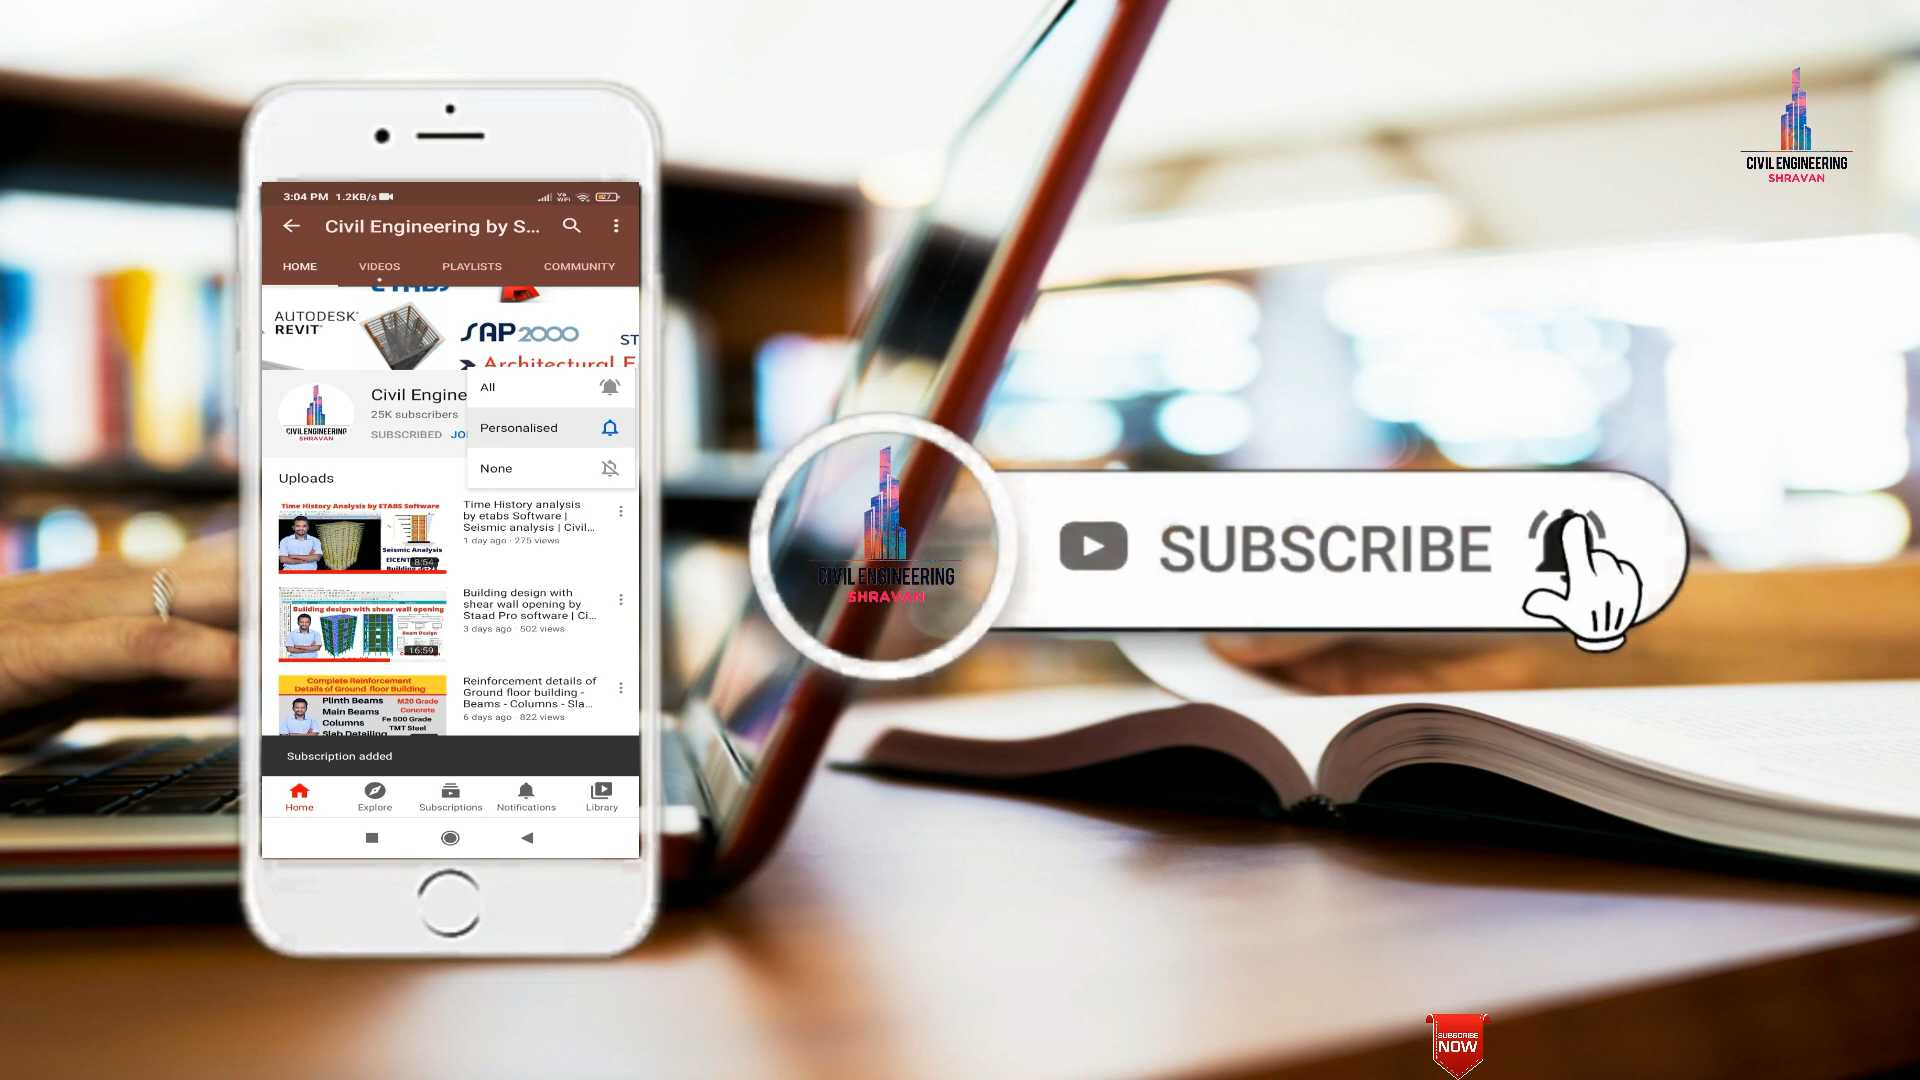 3:04 PM 1.2KB/s
Civil Engineering by S...
HOME VIDEOS PLAYLISTS COMMUNITY
ETABS
AUTODESK
REVIT
SAP2000
ST
Architectural E
Civil Engine
25K subscribers
SUBSCRIBED JO
CIVIL ENGINEERING
SHRAVAN
All
Personalised
None
Uploads
Time History Analysis by ETABS Software
Seismic Analysis
8:54
Time History analysis
by etabs Software |
Seismic analysis | Civil...
1 day ago · 275 views
Building design with shear wall opening
Beam Design
16:59
Building design with
shear wall opening by
Staad Pro software | Ci...
3 days ago · 502 views
Complete Reinforcement
Details of Ground floor Building
Plinth Beams
Main Beams
Columns
Slab Detailing
M20 Grade
Concrete
Fe 500 Grade
TMT Steel
Reinforcement details of
Ground floor building -
Beams - Columns - Sla...
6 days ago · 822 views
Subscription added
Home Explore Subscriptions Notifications Library
CIVIL ENGINEERING
SHRAVAN
SUBSCRIBE
CIVIL ENGINEERING
SHRAVAN
SUBSCRIBE
NOW